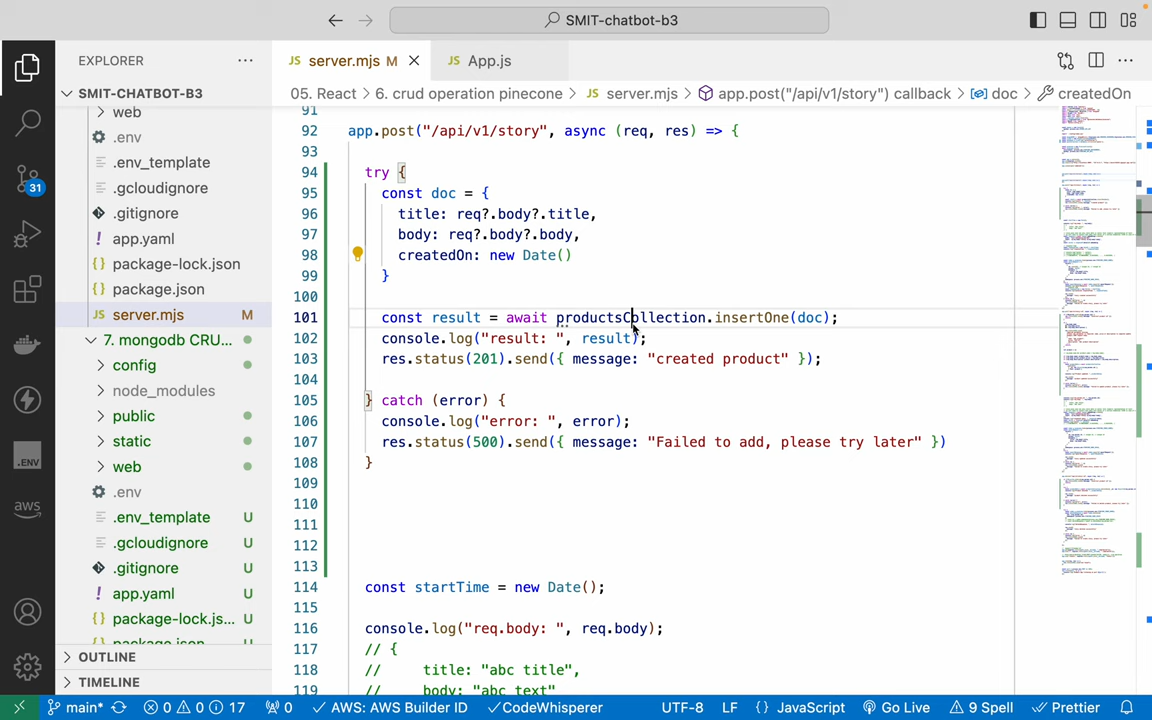 SMIT-chatbot-b3
EXPLORER
JS server.mjs M
JS App.js
SMIT-CHATBOT-B3
05. React > 6. crud operation pinecone > JS server.mjs > app.post("/api/v1/story") callback > doc > createdOn
web
.env
.env_template
.gcloudignore
.gitignore
! app.yaml
{} package-lock.json
{} package.json
JS server.mjs M
7. mongodb CRU...
config
node_modules
public
static
web
.env
.env_template U
.gcloudignore U
.gitignore U
! app.yaml U
{} package-lock.js... U
{} package.json U
OUTLINE
TIMELINE
31
.ENV
aws
91
92 app.post("/api/v1/story", async (req, res) => {
93
94 try {
95 const doc = {
96 title: req?.body?.title,
97 body: req?.body?.body,
98 createdOn: new Date()
99 }
100
101 const result = await productsCollection.insertOne(doc);
102 console.log("result: ", result);
103 res.status(201).send({ message: "created product" });
104
105 } catch (error) {
106 console.log("error: ", error);
107 res.status(500).send({ message: "Failed to add, please try later" })
108 }
109
110
111
112
113
114 const startTime = new Date();
115
116 console.log("req.body: ", req.body);
117 // {
118 // title: "abc title",
119 // body: "abc text"
main* 0 0 17 0 AWS: AWS Builder ID CodeWhisperer UTF-8 LF {} JavaScript Go Live 9 Spell Prettier